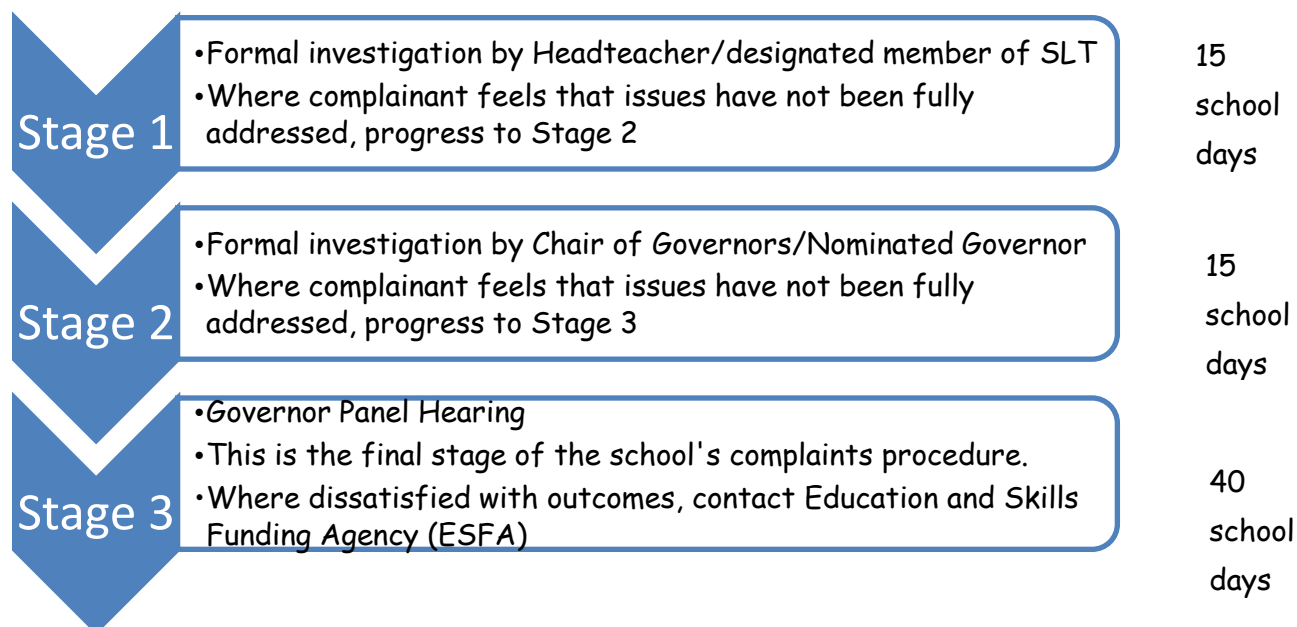 Stage 1
•Formal investigation by Headteacher/designated member of SLT
•Where complainant feels that issues have not been fully
addressed, progress to Stage 2
15
school
days
Stage 2
•Formal investigation by Chair of Governors/Nominated Governor
•Where complainant feels that issues have not been fully
addressed, progress to Stage 3
15
school
days
Stage 3
•Governor Panel Hearing
•This is the final stage of the school's complaints procedure.
•Where dissatisfied with outcomes, contact Education and Skills
Funding Agency (ESFA)
40
school
days